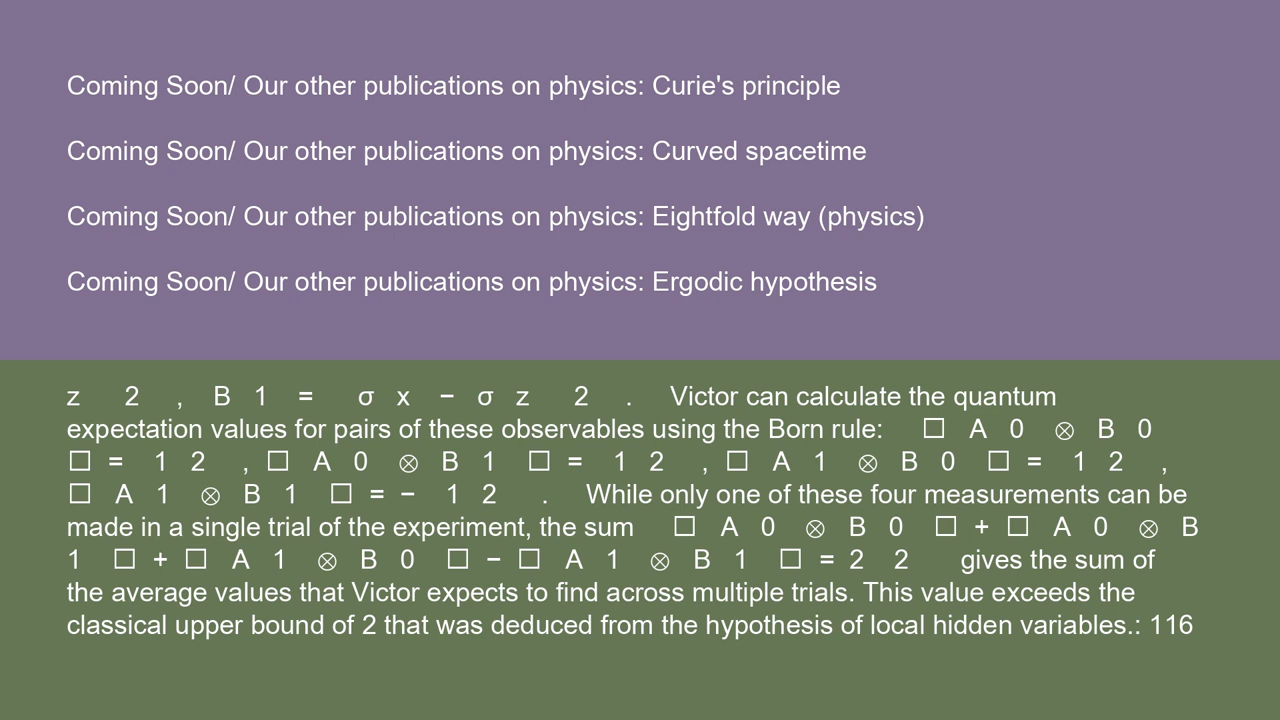 Coming Soon/ Our other publications on physics: Curie's principle
Coming Soon/ Our other publications on physics: Curved spacetime
Coming Soon/ Our other publications on physics: Eightfold way (physics)
Coming Soon/ Our other publications on physics: Ergodic hypothesis
z 2 , B 1 = σ x − σ z 2 . Victor can calculate the quantum
expectation values for pairs of these observables using the Born rule: □ A 0 ⊗ B 0
□ = 1 2 , □ A 0 ⊗ B 1 □ = 1 2 , □ A 1 ⊗ B 0 □ = 1 2 ,
□ A 1 ⊗ B 1 □ = − 1 2 . While only one of these four measurements can be
made in a single trial of the experiment, the sum □ A 0 ⊗ B 0 □ + □ A 0 ⊗ B
1 □ + □ A 1 ⊗ B 0 □ − □ A 1 ⊗ B 1 □ = 2 2 gives the sum of
the average values that Victor expects to find across multiple trials. This value exceeds the
classical upper bound of 2 that was deduced from the hypothesis of local hidden variables.: 116